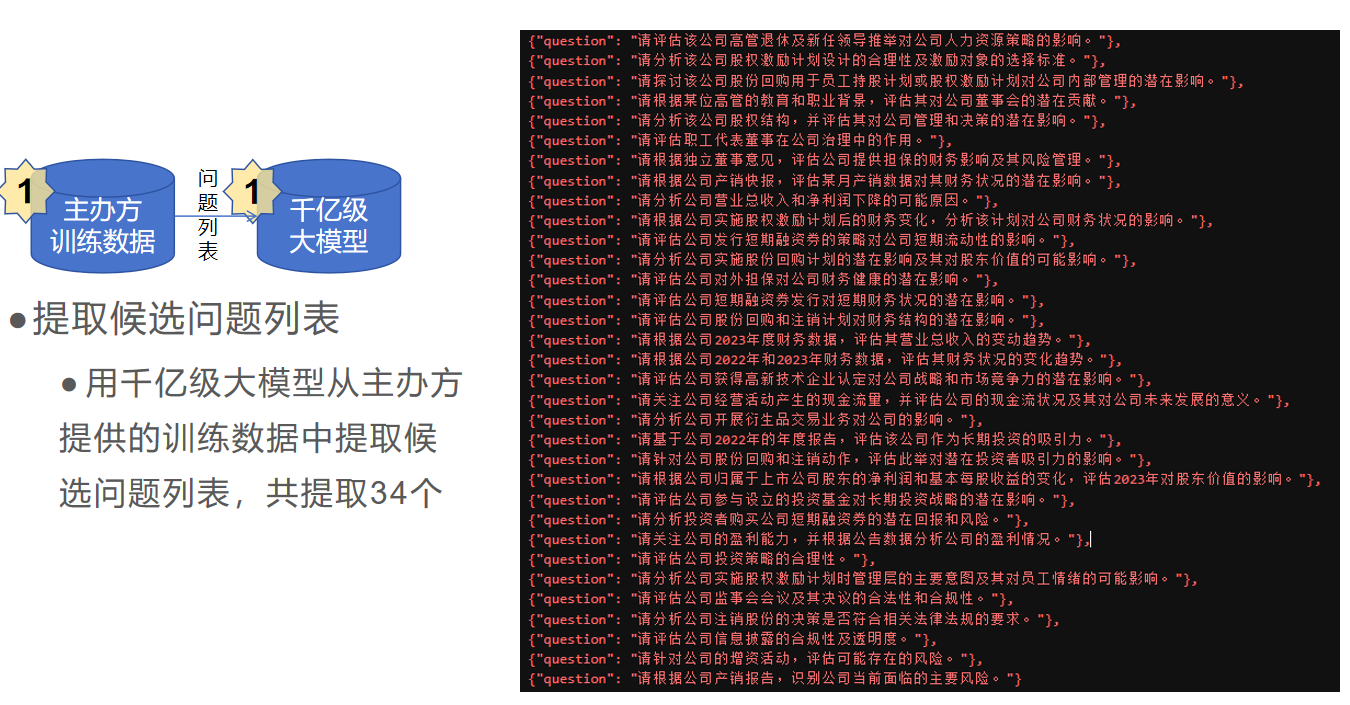 1
主办方
训练数据
问
题
列
表
1
千亿级
大模型
●提取候选问题列表
●用千亿级大模型从主办方
提供的训练数据中提取候
选问题列表，共提取34个
{"question": "请评估该公司高管退休及新任领导推举对公司人力资源策略的影响。"},
{"question": "请分析该公司股权激励计划设计的合理性及激励对象的选择标准。"},
{"question": "请探讨该公司股份回购用于员工持股计划或股权激励计划对公司内部管理的潜在影响。"},
{"question": "请根据某位高管的教育和职业背景，评估其对公司董事会的潜在贡献。"},
{"question": "请分析该公司股权结构，并评估其对公司管理和决策的潜在影响。"},
{"question": "请评估职工代表董事在公司治理中的作用。"},
{"question": "请根据独立董事意见，评估公司提供担保的财务影响及其风险管理。"},
{"question": "请根据公司产销快报，评估某月产销数据对其财务状况的潜在影响。"},
{"question": "请分析公司营业总收入和净利润下降的可能原因。"},
{"question": "请根据公司实施股权激励计划后的财务变化，分析该计划对公司财务状况的影响。"},
{"question": "请评估公司发行短期融资券的策略对公司短期流动性的影响。"},
{"question": "请分析公司实施股份回购计划的潜在影响及其对股东价值的可能影响。"},
{"question": "请评估公司对外担保对公司财务健康的潜在影响。"},
{"question": "请评估公司短期融资券发行对短期财务状况的潜在影响。"},
{"question": "请评估公司股份回购和注销计划对财务结构的潜在影响。"},
{"question": "请根据公司2023年度财务数据，评估其营业总收入的变动趋势。"},
{"question": "请根据公司2022年和2023年财务数据，评估其财务状况的变化趋势。"},
{"question": "请评估公司获得高新技术企业认定对公司战略和市场竞争力的潜在影响。"},
{"question": "请关注公司经营活动产生的现金流量，并评估公司的现金流状况及其对公司未来发展的意义。"},
{"question": "请分析公司开展衍生品交易业务对公司的影响。"},
{"question": "请基于公司2022年的年度报告，评估该公司作为长期投资的吸引力。"},
{"question": "请针对公司股份回购和注销动作，评估此举对潜在投资者吸引力的影响。"},
{"question": "请根据公司归属于上市公司股东的净利润和基本每股收益的变化，评估2023年对股东价值的影响。"},
{"question": "请评估公司参与设立的投资基金对长期投资战略的潜在影响。"},
{"question": "请分析投资者购买公司短期融资券的潜在回报和风险。"},
{"question": "请关注公司的盈利能力，并根据公告数据分析公司的盈利情况。"},
{"question": "请评估公司投资策略的合理性。"},
{"question": "请分析公司实施股权激励计划时管理层的主要意图及其对员工情绪的可能影响。"},
{"question": "请评估公司监事会会议及其决议的合法性和合规性。"},
{"question": "请分析公司注销股份的决策是否符合相关法律法规的要求。"},
{"question": "请评估公司信息披露的合规性及透明度。"},
{"question": "请针对公司的增资活动，评估可能存在的风险。"},
{"question": "请根据公司产销报告，识别公司当前面临的主要风险。"}